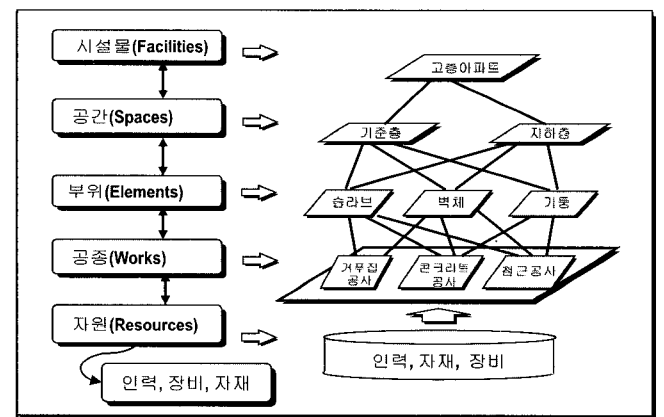 시설물(Facilities)
공간(Spaces)
부위(Elements)
공종(Works)
자원(Resources)
인력, 장비, 자재
고층아파트
기준층
지하층
슬라브
벽체
기둥
거푸집
공사
콘크리트
공사
철근공사
인력, 자재, 장비